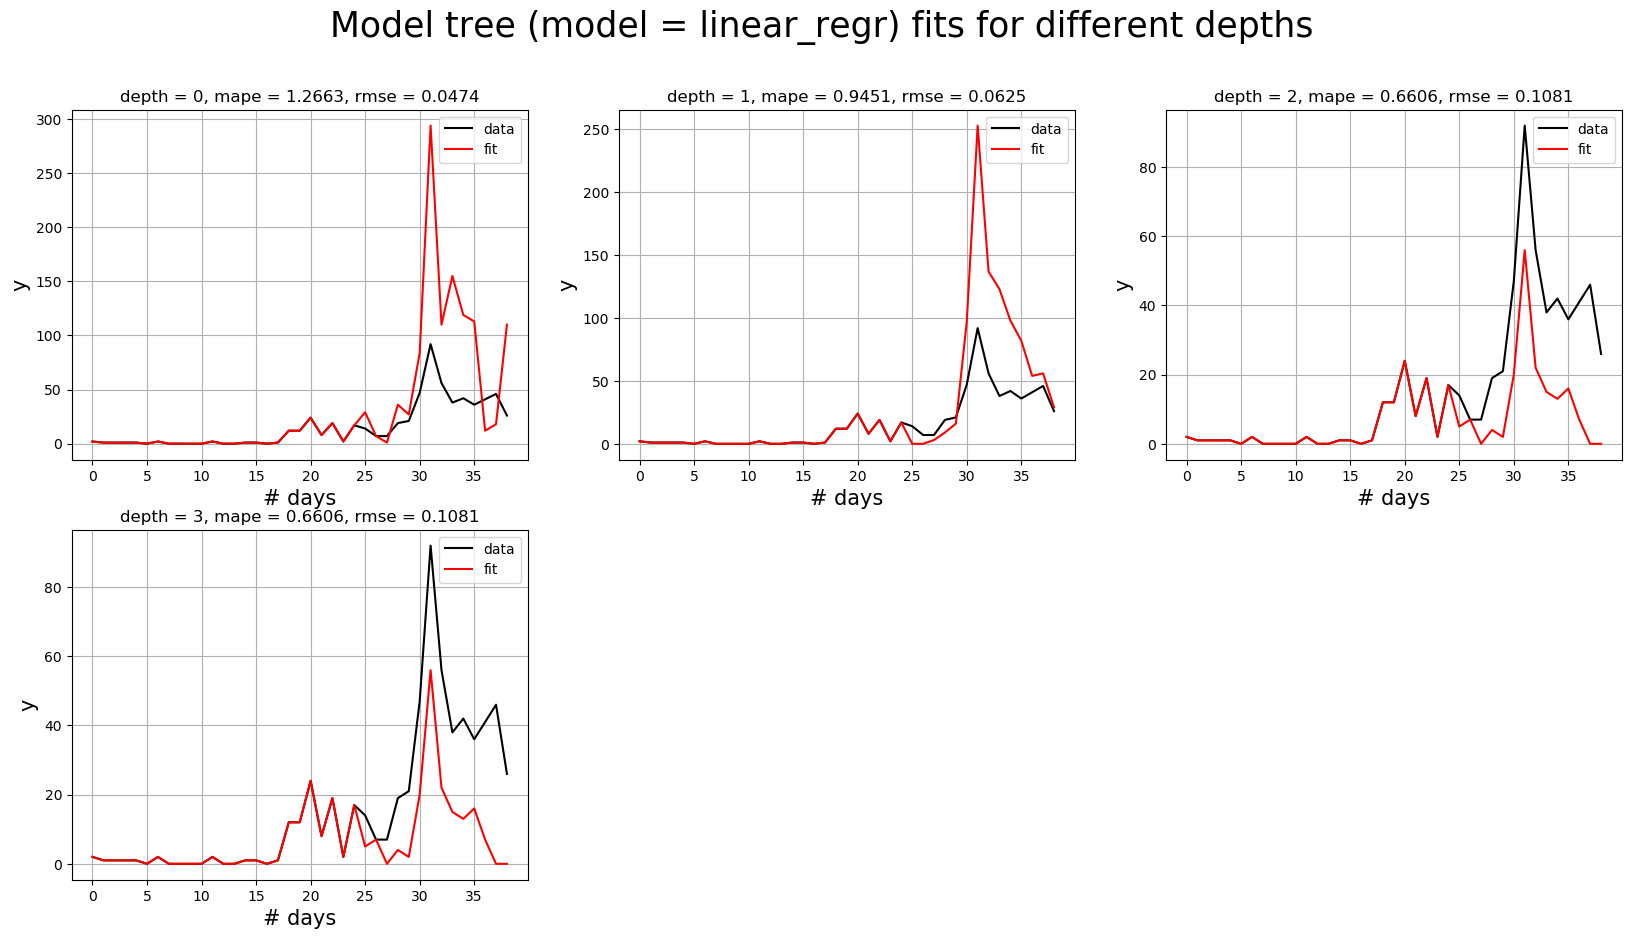 Model tree (model = linear_regr) fits for different depths
depth = 0, mape = 1.2663, rmse = 0.0474
300
250
200
150
100
50
0
y
data
fit
0 5 10 15 20 25 30 35
# days
depth = 1, mape = 0.9451, rmse = 0.0625
250
200
150
100
50
0
y
data
fit
0 5 10 15 20 25 30 35
# days
depth = 2, mape = 0.6606, rmse = 0.1081
80
60
40
20
0
y
data
fit
0 5 10 15 20 25 30 35
# days
depth = 3, mape = 0.6606, rmse = 0.1081
80
60
40
20
0
y
data
fit
0 5 10 15 20 25 30 35
# days